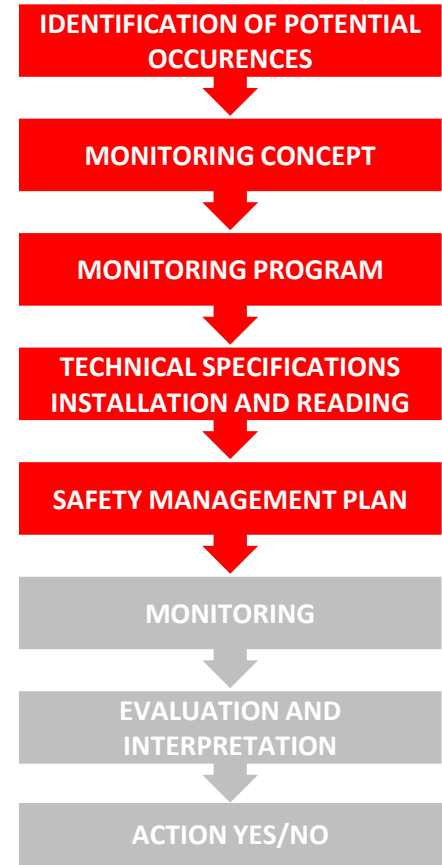 IDENTIFICATION OF POTENTIAL
OCCURENCES
MONITORING CONCEPT
MONITORING PROGRAM
TECHNICAL SPECIFICATIONS
INSTALLATION AND READING
SAFETY MANAGEMENT PLAN
MONITORING
EVALUATION AND
INTERPRETATION
ACTION YES/NO